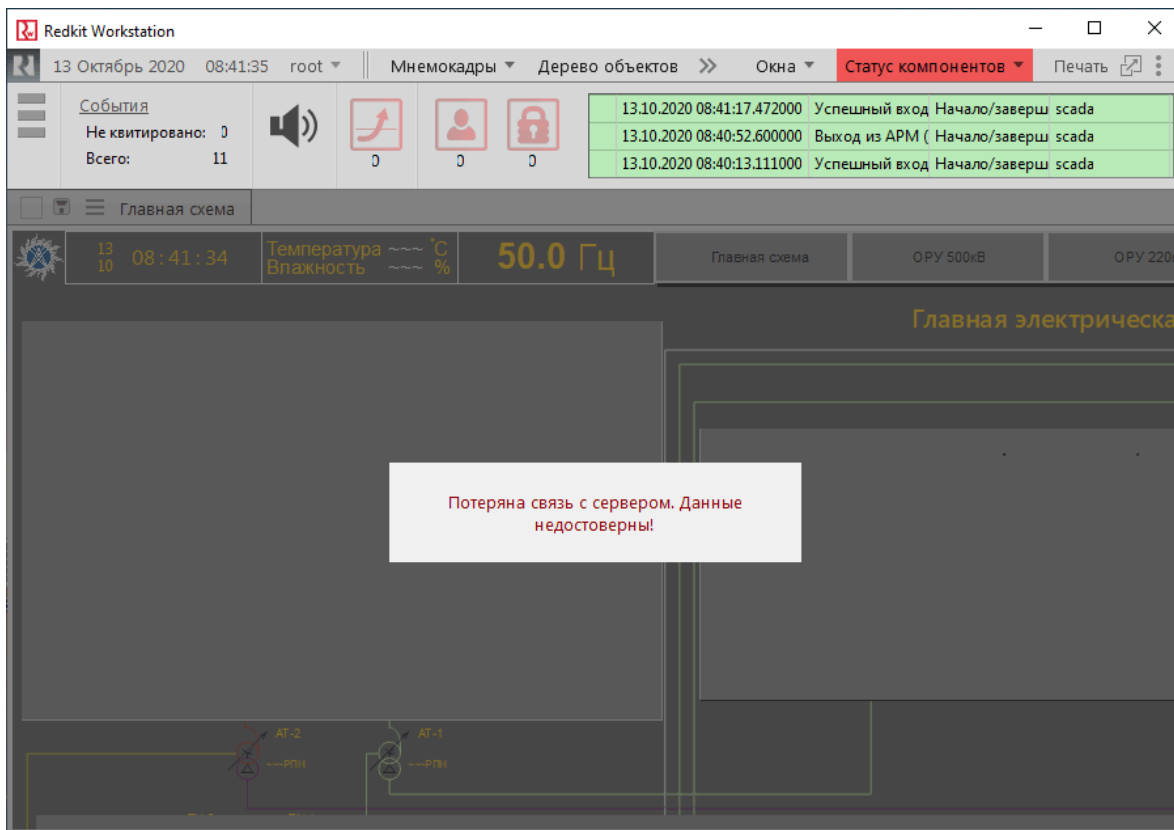 Redkit Workstation
13 Октябрь 2020 08:41:35 root Мнемокадры Дерево объектов Окна Статус компонентов Печать
События
Не квитировано: 0
Всего: 11
0 0 0
13.10.2020 08:41:17.472000 Успешный вход Начало/заверш scada
13.10.2020 08:40:52.600000 Выход из АРМ ( Начало/заверш scada
13.10.2020 08:40:13.111000 Успешный вход Начало/заверш scada
Главная схема
13
10
08:41:34
Температура ~~~ °C
Влажность ~~~ %
50.0 Гц
Главная схема
ОРУ 500кВ
ОРУ 220
Главная электрическа
Потеряна связь с сервером. Данные
недостоверны!
АТ-2
АТ-1
~~~РПН
~~~РПН